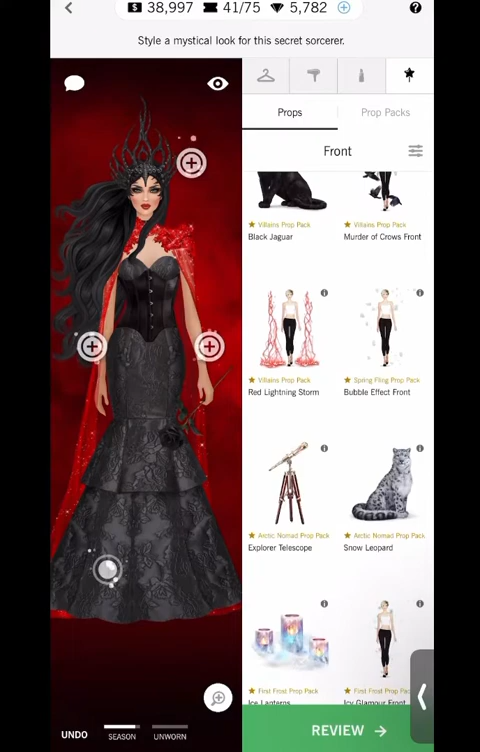 $ 38,997 41/75 5,782
?
Style a mystical look for this secret sorcerer.
Props Prop Packs
Front
Villains Prop Pack Villains Prop Pack
Black Jaguar Murder of Crows Front
Villains Prop Pack Spring Fling Prop Pack
Red Lightning Storm Bubble Effect Front
Arctic Nomad Prop Pack Arctic Nomad Prop Pack
Explorer Telescope Snow Leopard
First Frost Prop Pack First Frost Prop Pack
Ice Lanterns Icy Glamour Front
UNDO SEASON UNWORN REVIEW